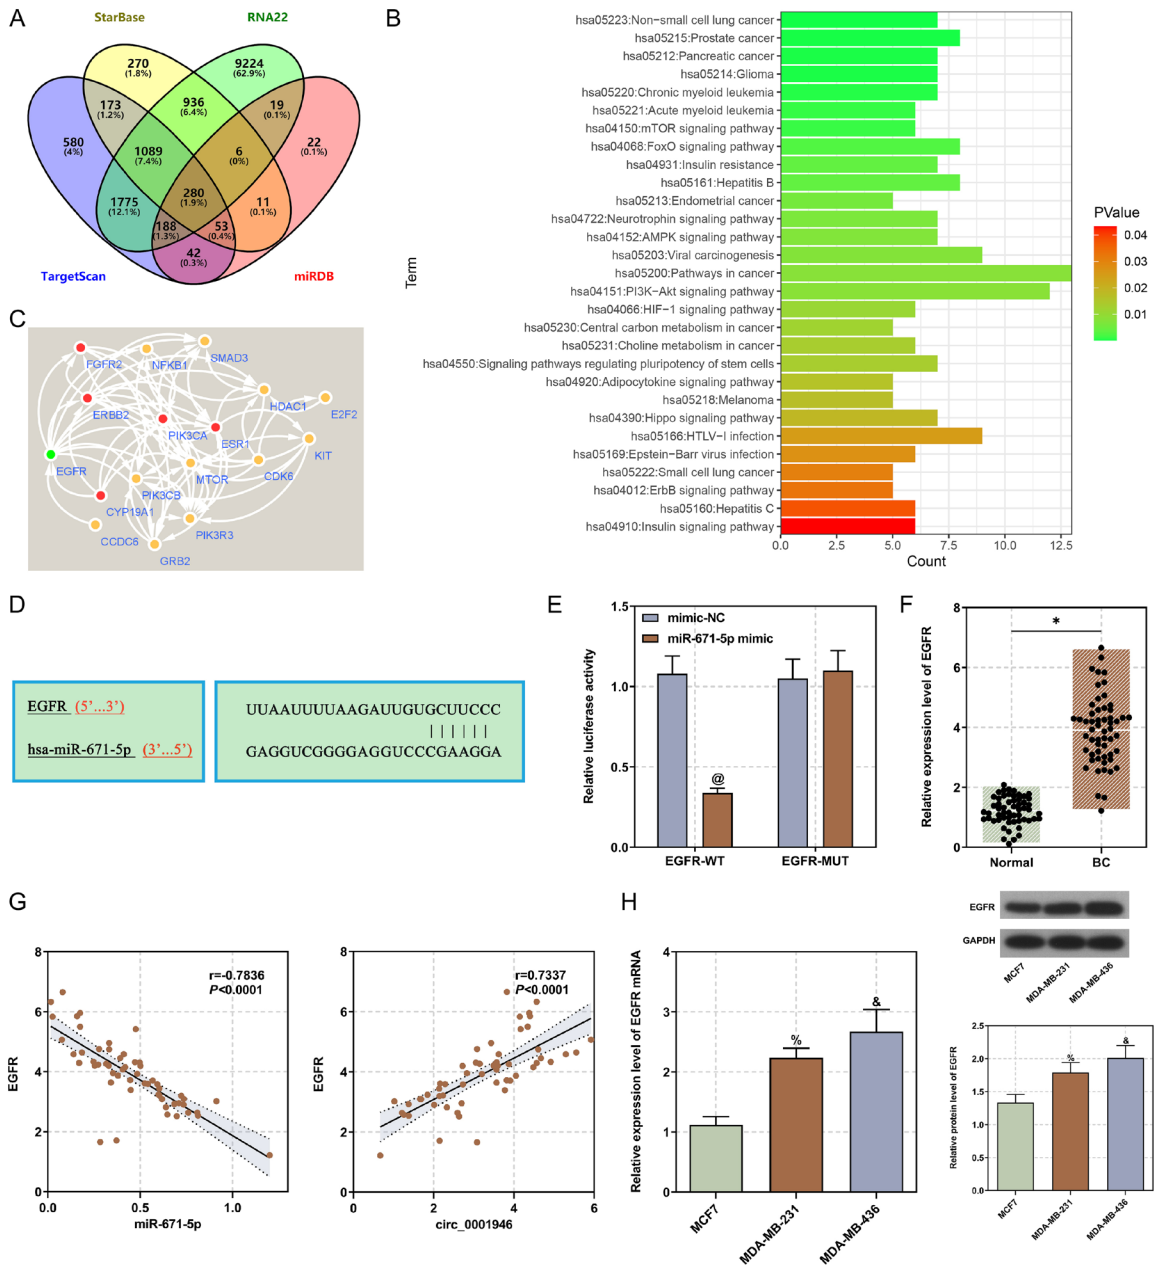 A
StarBase
RNA22
270
(1.8%)
9224
(62.9%)
173
(1.2%)
936
(6.4%)
19
(0.1%)
580
(4%)
1089
(7.4%)
6
(0%)
22
(0.1%)
1775
(12.1%)
280
(1.9%)
11
(0.1%)
188
(1.3%)
53
(0.4%)
42
(0.3%)
TargetScan
miRDB
B
Term
hsa05223:Non−small cell lung cancer
hsa05215:Prostate cancer
hsa05212:Pancreatic cancer
hsa05214:Glioma
hsa05220:Chronic myeloid leukemia
hsa05221:Acute myeloid leukemia
hsa04150:mTOR signaling pathway
hsa04068:FoxO signaling pathway
hsa04931:Insulin resistance
hsa05161:Hepatitis B
hsa05213:Endometrial cancer
hsa04722:Neurotrophin signaling pathway
hsa04152:AMPK signaling pathway
hsa05203:Viral carcinogenesis
hsa05200:Pathways in cancer
hsa04151:PI3K−Akt signaling pathway
hsa04066:HIF−1 signaling pathway
hsa05230:Central carbon metabolism in cancer
hsa05231:Choline metabolism in cancer
hsa04550:Signaling pathways regulating pluripotency of stem cells
hsa04920:Adipocytokine signaling pathway
hsa05218:Melanoma
hsa04390:Hippo signaling pathway
hsa05166:HTLV−I infection
hsa05169:Epstein−Barr virus infection
hsa05222:Small cell lung cancer
hsa04012:ErbB signaling pathway
hsa05160:Hepatitis C
hsa04910:Insulin signaling pathway
0.0 2.5 5.0 7.5 10.0 12.5
Count
PValue
0.04
0.03
0.02
0.01
C
FGFR2
NFKB1
SMAD3
ERBB2
HDAC1
E2F2
PIK3CA
ESR1
KIT
EGFR
MTOR
CDK6
PIK3CB
CYP19A1
CCDC6
PIK3R3
GRB2
D
EGFR (5'...3')
hsa-miR-671-5p (3'...5')
UUAAUUUUAAGAUUGUGCUUCCC
GAGGUCGGGGAGGUCCCGAAGGA
E
Relative luciferase activity
1.5
1.0
0.5
0.0
mimic-NC
miR-671-5p mimic
@
EGFR-WT EGFR-MUT
F
Relative expression level of EGFR
8
6
4
2
0
*
Normal BC
G
EGFR
8
6
4
2
0
r=-0.7836
P<0.0001
0.0 0.5 1.0
miR-671-5p
EGFR
8
6
4
2
0
r=0.7337
P<0.0001
0 2 4 6
circ_0001946
H
Relative expression level of EGFR mRNA
4
3
2
1
0
%
&
MCF7
MDA-MB-231
MDA-MB-436
EGFR
GAPDH
MCF7
MDA-MB-231
MDA-MB-436
Relative protein level of EGFR
2.5
2.0
1.5
1.0
0.5
0.0
%
&
MCF7
MDA-MB-231
MDA-MB-436